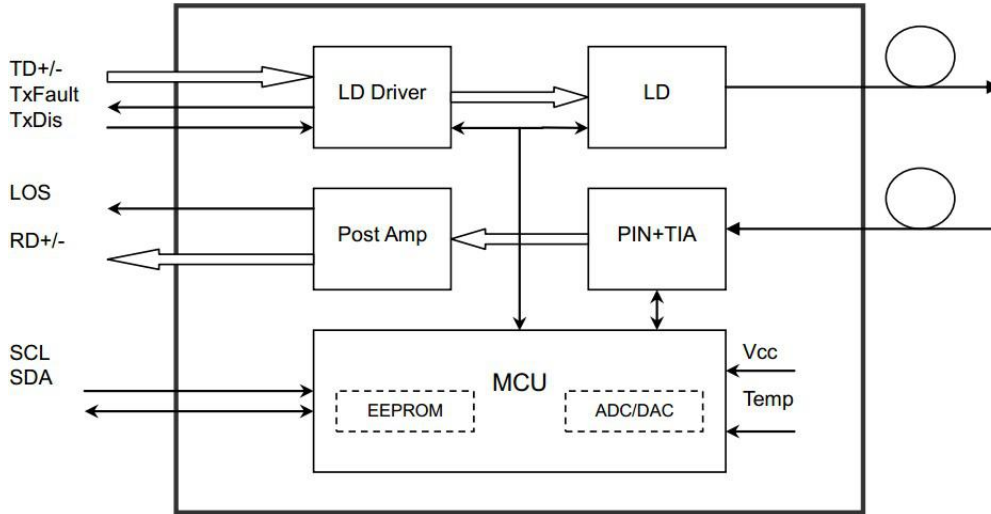 TD+/-
TxFault
TxDis
LD Driver
LD
LOS
RD+/-
Post Amp
PIN+TIA
SCL
SDA
MCU
EEPROM
ADC/DAC
Vcc
Temp